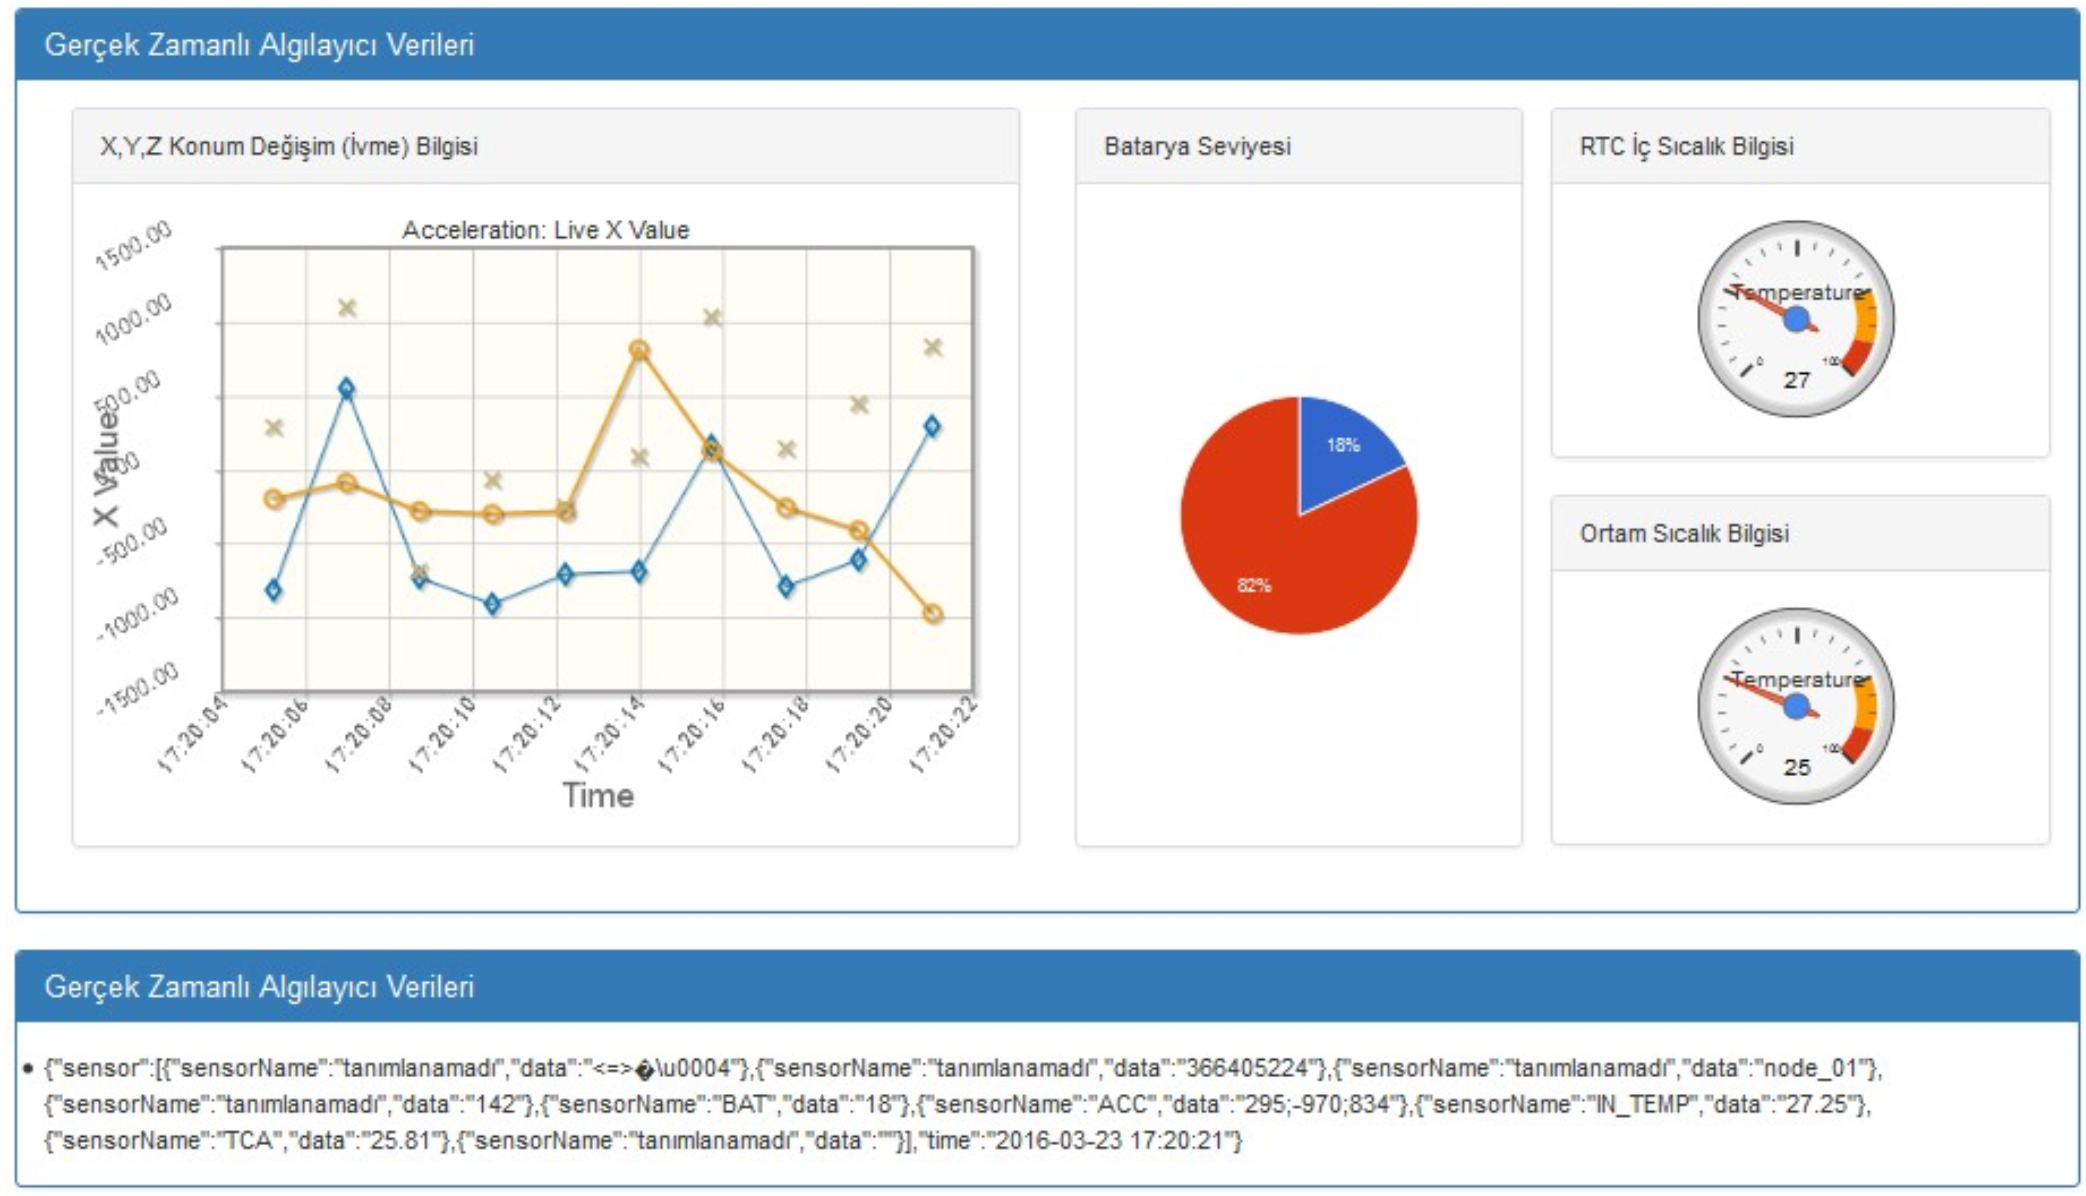 Gerçek Zamanlı Algılayıcı Verileri
X,Y,Z Konum Değişim (İvme) Bilgisi
Acceleration: Live X Value
1500.00
1000.00
500.00
0.00
-500.00
-1000.00
-1500.00
X Value
17:20:04
17:20:06
17:20:08
17:20:10
17:20:12
17:20:14
17:20:16
17:20:18
17:20:20
17:20:22
Time
Batarya Seviyesi
18%
82%
RTC İç Sıcalık Bilgisi
Temperature
0
100
27
Ortam Sıcalık Bilgisi
Temperature
0
100
25
Gerçek Zamanlı Algılayıcı Verileri
• {"sensor":[{"sensorName":"tanımlanamadı","data":"<=>�\u0004"},{"sensorName":"tanımlanamadı","data":"366405224"},{"sensorName":"tanımlanamadı","data":"node_01"},
{"sensorName":"tanımlanamadı","data":"142"},{"sensorName":"BAT","data":"18"},{"sensorName":"ACC","data":"295;-970;834"},{"sensorName":"IN_TEMP","data":"27.25"},
{"sensorName":"TCA","data":"25.81"},{"sensorName":"tanımlanamadı","data":""}],"time":"2016-03-23 17:20:21"}